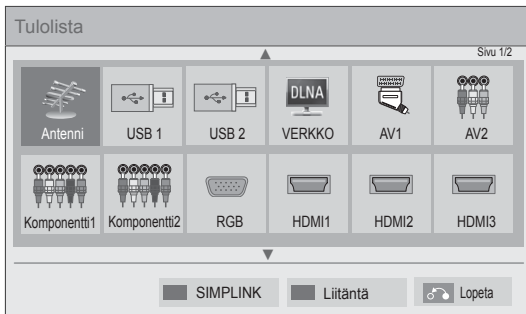 Tulolista
Sivu 1/2
Antenni USB 1 USB 2 DLNA VERKKO AV1 AV2
Komponentti1 Komponentti2 RGB HDMI1 HDMI2 HDMI3
SIMPLINK Liitäntä Lopeta